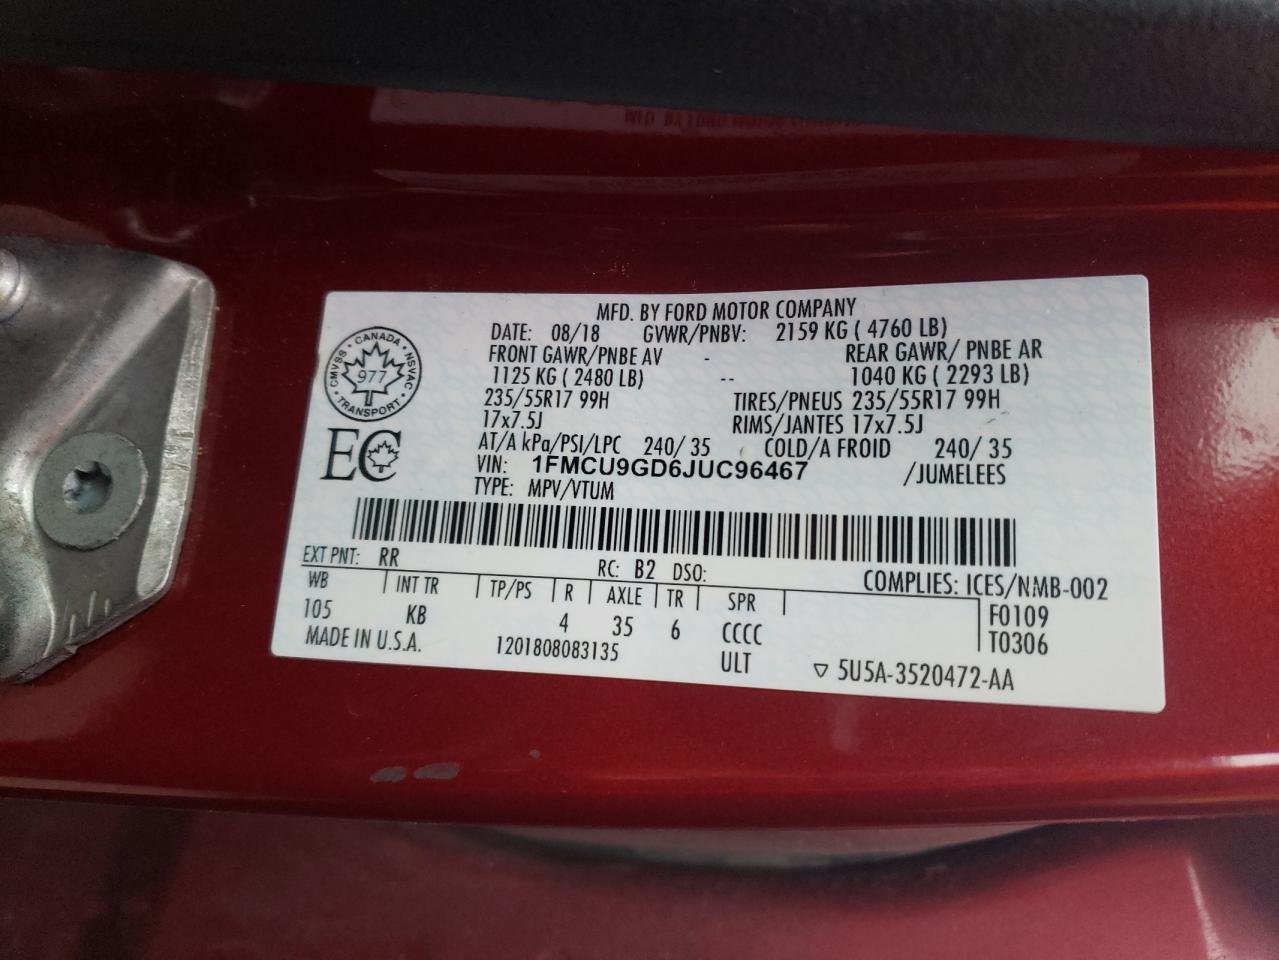 MFD. BY FORD MOTOR COMPANY
DATE: 08/18 GVWR/PNBV: 2159 KG ( 4760 LB)
FRONT GAWR/PNBE AV - REAR GAWR/ PNBE AR
1125 KG ( 2480 LB) -- 1040 KG ( 2293 LB)
235/55R17 99H TIRES/PNEUS 235/55R17 99H
17x7.5J RIMS/JANTES 17x7.5J
AT/A kPa/PSI/LPC 240/ 35 COLD/A FROID 240/ 35
VIN: 1FMCU9GD6JUC96467 /JUMELEES
TYPE: MPV/VTUM
CMVSS · CANADA · NSVAC
977
TRANSPORT
EC
EXT PNT: RR RC: B2 DSO: COMPLIES: ICES/NMB-002
WB INT TR TP/PS R AXLE TR SPR F0109
105 KB 4 35 6 CCCC T0306
MADE IN U.S.A. 1201808083135 ULT ▽ 5U5A-3520472-AA